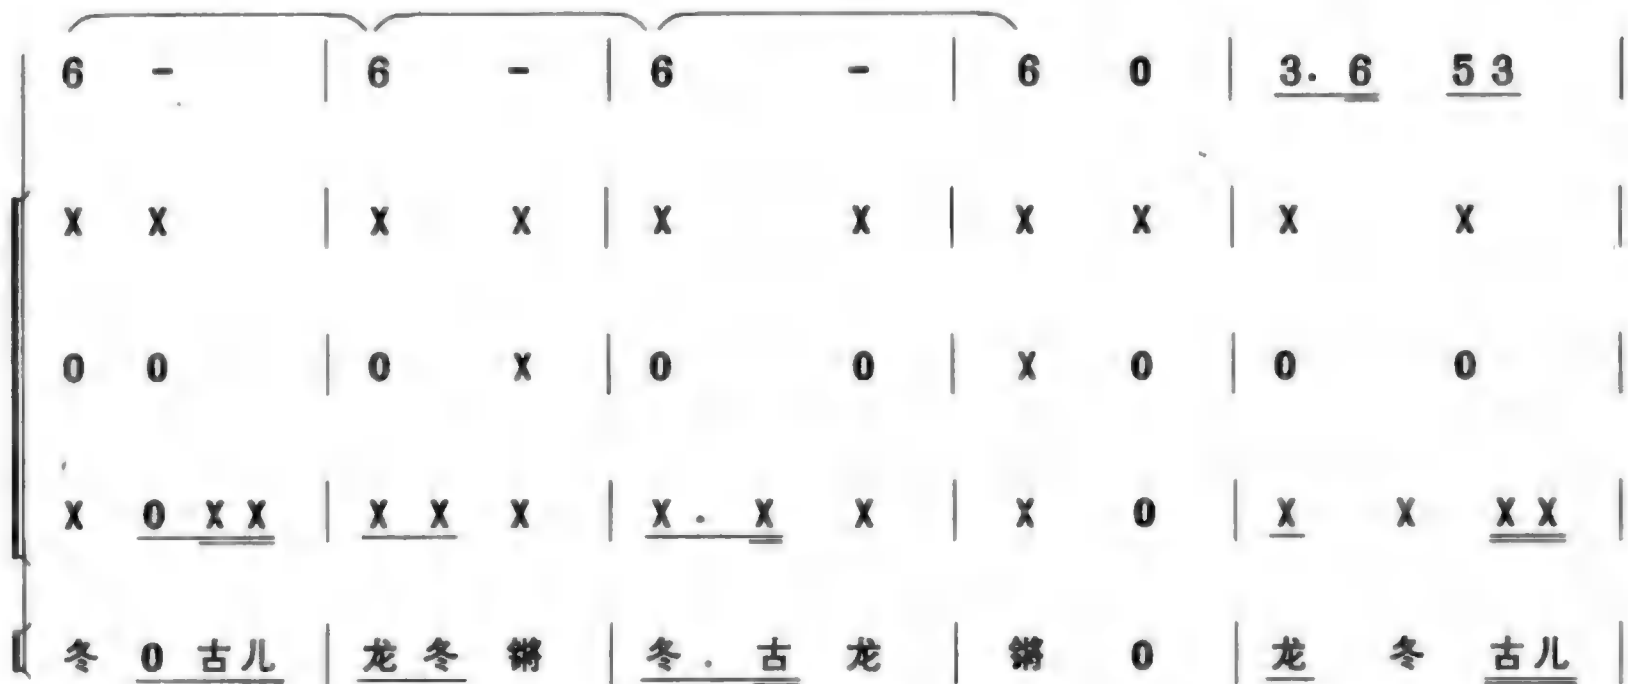 6 - | 6 - | 6 - | 6 0 | 3. 6 5 3 |
X X | X X | X X | X X | X X |
0 0 | 0 X | 0 0 | X 0 | 0 0 |
X 0 X X | X X X | X . X X | X 0 | X X X X |
冬 0 古儿 | 龙 冬 锵 | 冬 . 古 龙 | 锵 0 | 龙 冬 古儿 |